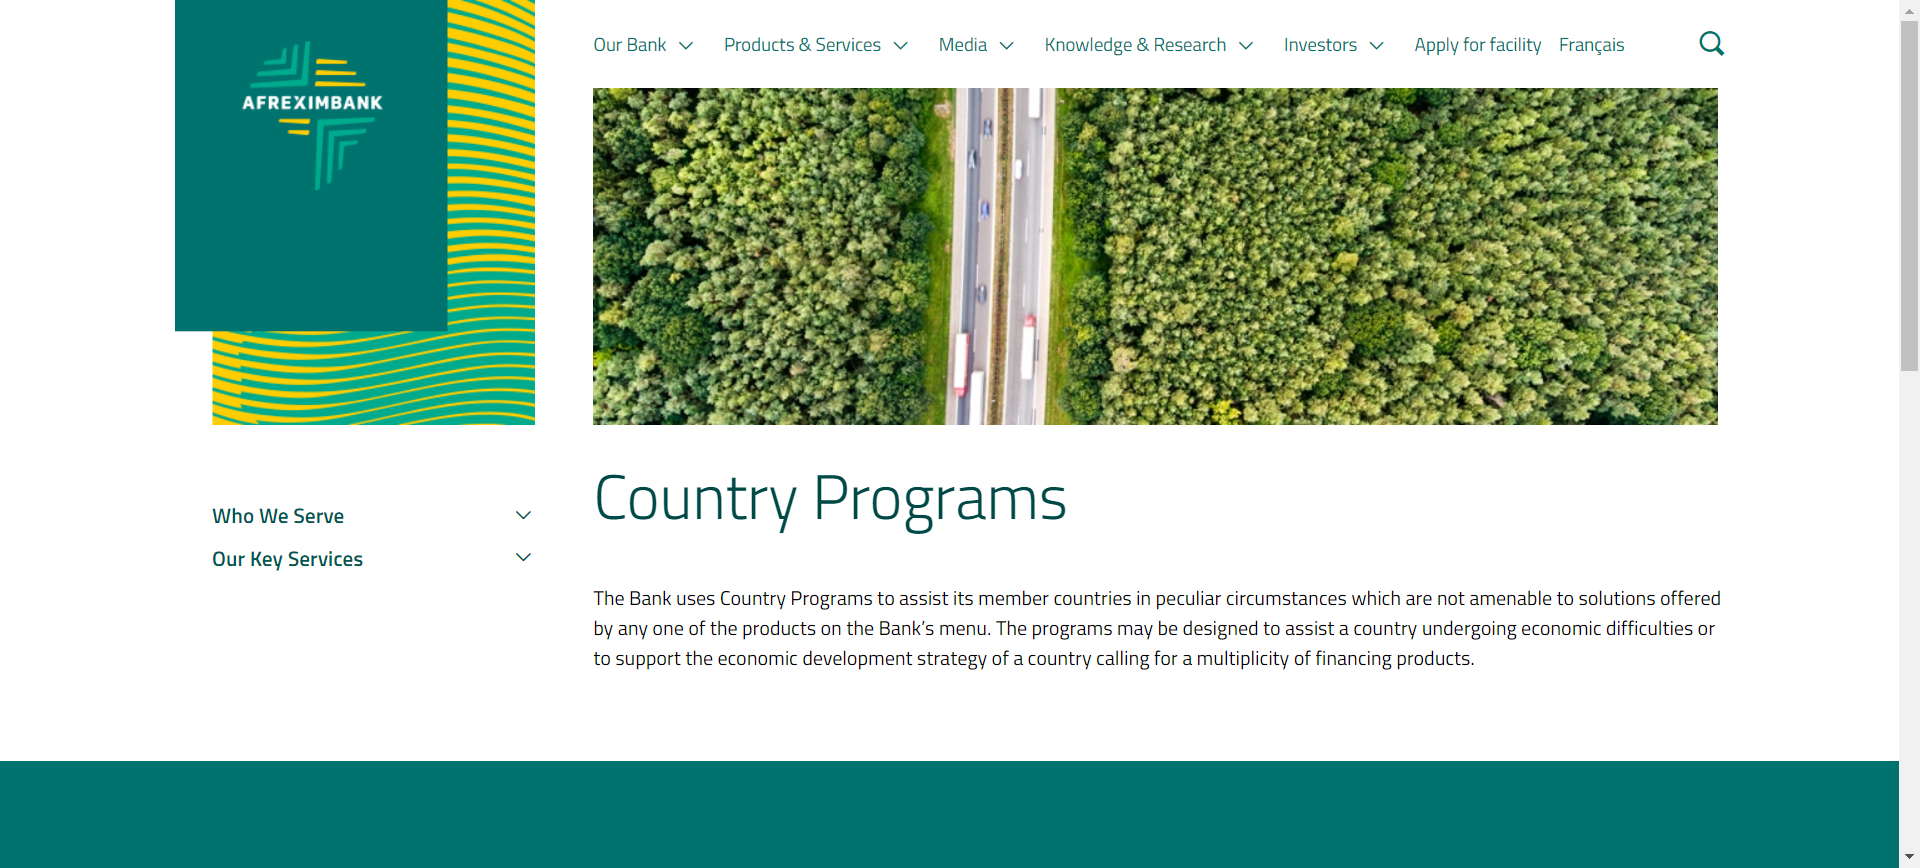 AFREXIMBANK
Our Bank Products & Services Media Knowledge & Research Investors Apply for facility Français
Country Programs
Who We Serve
Our Key Services
The Bank uses Country Programs to assist its member countries in peculiar circumstances which are not amenable to solutions offered
by any one of the products on the Bank’s menu. The programs may be designed to assist a country undergoing economic difficulties or
to support the economic development strategy of a country calling for a multiplicity of financing products.